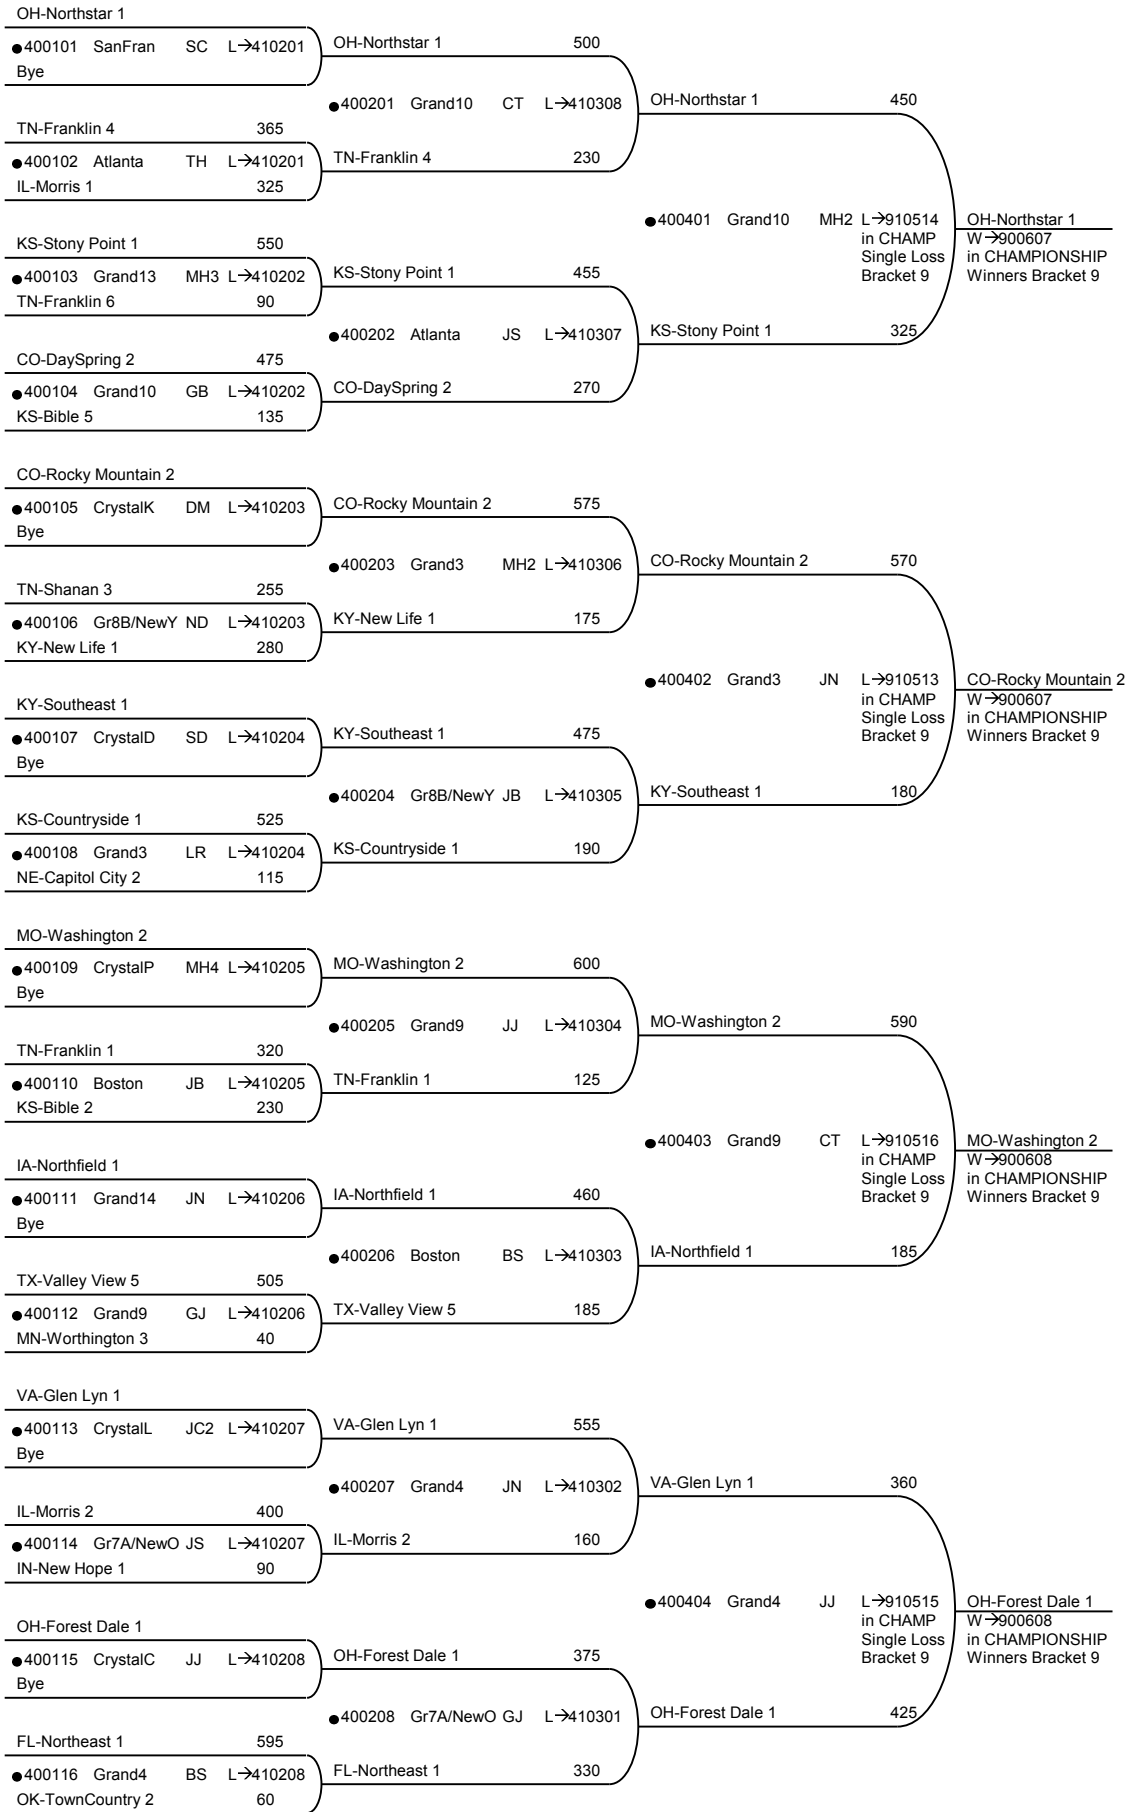 OH-Northstar 1
●400101 SanFran SC L→410201
Bye
OH-Northstar 1 500
●400201 Grand10 CT L→410308
TN-Franklin 4 365
●400102 Atlanta TH L→410201
IL-Morris 1 325
TN-Franklin 4 230
OH-Northstar 1 450
●400401 Grand10 MH2 L→910514
in CHAMP
Single Loss
Bracket 9
OH-Northstar 1
W→900607
in CHAMPIONSHIP
Winners Bracket 9
KS-Stony Point 1 550
●400103 Grand13 MH3 L→410202
TN-Franklin 6 90
KS-Stony Point 1 455
●400202 Atlanta JS L→410307
KS-Stony Point 1 325
CO-DaySpring 2 475
●400104 Grand10 GB L→410202
KS-Bible 5 135
CO-DaySpring 2 270
CO-Rocky Mountain 2
●400105 CrystalK DM L→410203
Bye
CO-Rocky Mountain 2 575
●400203 Grand3 MH2 L→410306
CO-Rocky Mountain 2 570
TN-Shanan 3 255
●400106 Gr8B/NewY ND L→410203
KY-New Life 1 280
KY-New Life 1 175
●400402 Grand3 JN L→910513
in CHAMP
Single Loss
Bracket 9
CO-Rocky Mountain 2
W→900607
in CHAMPIONSHIP
Winners Bracket 9
KY-Southeast 1
●400107 CrystalD SD L→410204
Bye
KY-Southeast 1 475
●400204 Gr8B/NewY JB L→410305
KY-Southeast 1 180
KS-Countryside 1 525
●400108 Grand3 LR L→410204
NE-Capitol City 2 115
KS-Countryside 1 190
MO-Washington 2
●400109 CrystalP MH4 L→410205
Bye
MO-Washington 2 600
●400205 Grand9 JJ L→410304
MO-Washington 2 590
TN-Franklin 1 320
●400110 Boston JB L→410205
KS-Bible 2 230
TN-Franklin 1 125
●400403 Grand9 CT L→910516
in CHAMP
Single Loss
Bracket 9
MO-Washington 2
W→900608
in CHAMPIONSHIP
Winners Bracket 9
IA-Northfield 1
●400111 Grand14 JN L→410206
Bye
IA-Northfield 1 460
●400206 Boston BS L→410303
IA-Northfield 1 185
TX-Valley View 5 505
●400112 Grand9 GJ L→410206
MN-Worthington 3 40
TX-Valley View 5 185
VA-Glen Lyn 1
●400113 CrystalL JC2 L→410207
Bye
VA-Glen Lyn 1 555
●400207 Grand4 JN L→410302
VA-Glen Lyn 1 360
IL-Morris 2 400
●400114 Gr7A/NewO JS L→410207
IN-New Hope 1 90
IL-Morris 2 160
●400404 Grand4 JJ L→910515
in CHAMP
Single Loss
Bracket 9
OH-Forest Dale 1
W→900608
in CHAMPIONSHIP
Winners Bracket 9
OH-Forest Dale 1
●400115 CrystalC JJ L→410208
Bye
OH-Forest Dale 1 375
●400208 Gr7A/NewO GJ L→410301
OH-Forest Dale 1 425
FL-Northeast 1 595
●400116 Grand4 BS L→410208
OK-TownCountry 2 60
FL-Northeast 1 330